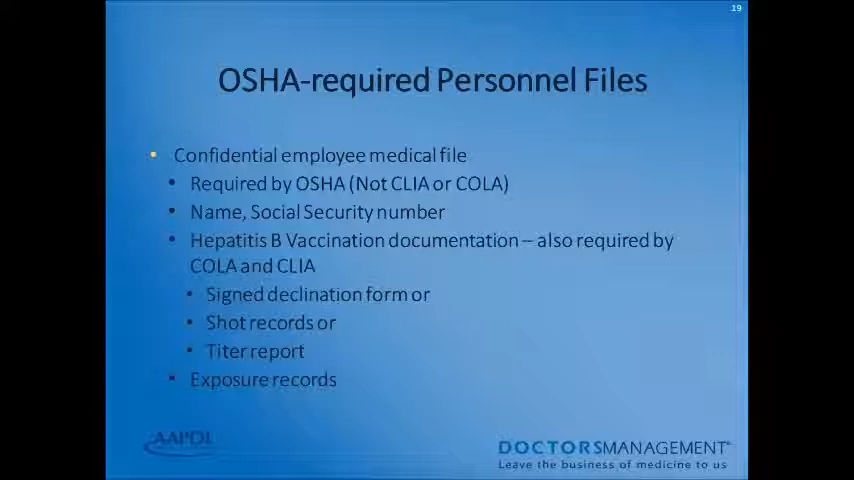 19
OSHA-required Personnel Files
• Confidential employee medical file
• Required by OSHA (Not CLIA or COLA)
• Name, Social Security number
• Hepatitis B Vaccination documentation – also required by
COLA and CLIA
• Signed declination form or
• Shot records or
• Titer report
• Exposure records
AAPOL
DOCTORSMANAGEMENT
Leave the business of medicine to us